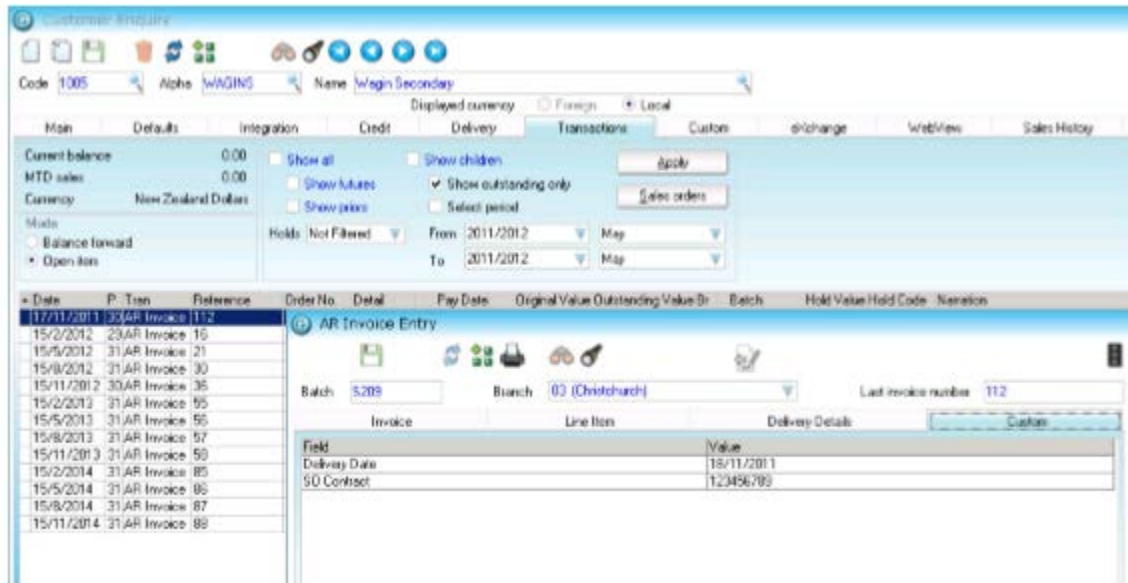 Customer Enquiry
Code 1005 Alpha WAGINS Name Wagin Secondary
Displayed currency Foreign Local
Main Defaults Integration Credit Delivery Transactions Custom eXchange WebView Sales History
Current balance 0.00 Show all Show children Apply
MTD sales 0.00 Show futures Show outstanding only
Currency New Zealand Dollars Show priors Select period Sales orders
Mode Holds Not Filtered From 2011/2012 May
Balance forward
Open item To 2011/2012 May
Date P Tran Reference Order No. Detail Pay Date Original Value Outstanding Value Br Batch Hold Value Hold Code Narration
17/11/2011 30 AR Invoice 112
AR Invoice Entry
15/2/2012 29 AR Invoice 16
15/5/2012 31 AR Invoice 21
15/8/2012 31 AR Invoice 30
15/11/2012 30 AR Invoice 36
Batch S209 Branch 03 (Christchurch) Last invoice number 112
15/2/2013 31 AR Invoice 55
15/5/2013 31 AR Invoice 56
Invoice Line Item Delivery Details Custom
15/8/2013 31 AR Invoice 57
15/11/2013 31 AR Invoice 58
Field Value
15/2/2014 31 AR Invoice 85
Delivery Date 18/11/2011
15/5/2014 31 AR Invoice 86
SO Contract 123456789
15/8/2014 31 AR Invoice 87
15/11/2014 31 AR Invoice 88